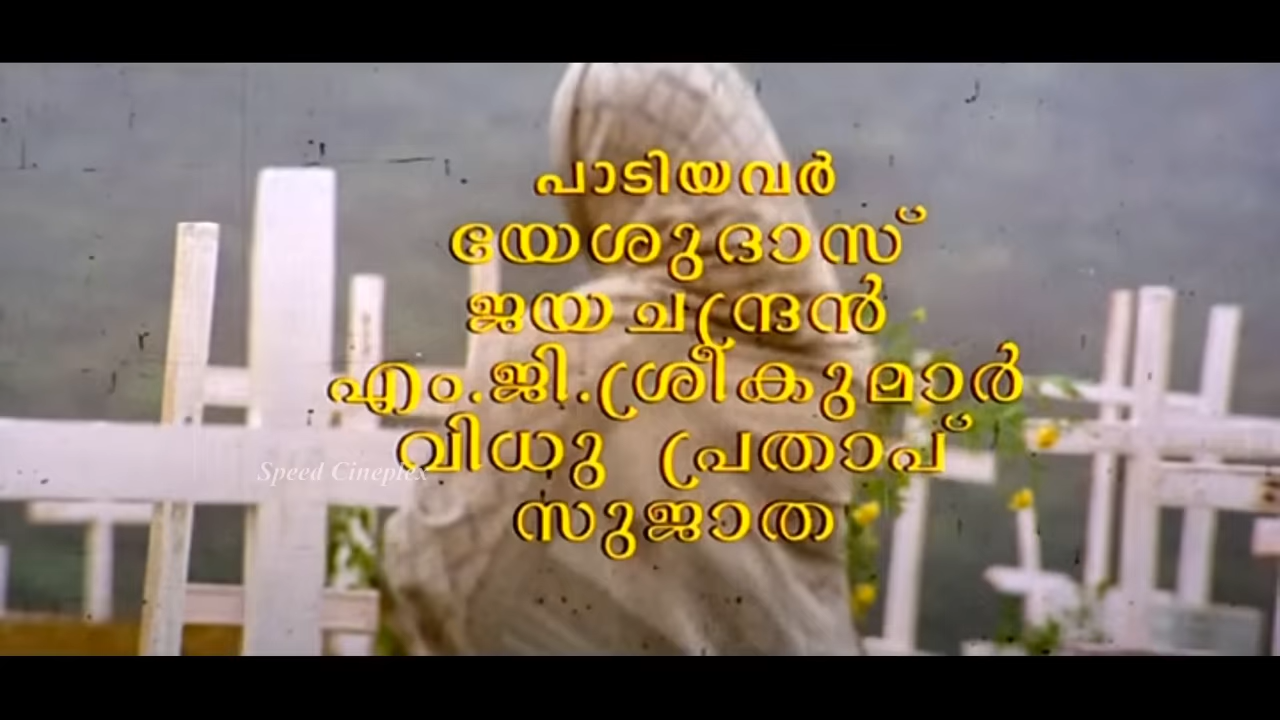 പാടിയവർ
യേശുദാസ്
ജയചന്ദ്രൻ
എം.ജി.ശ്രീകുമാർ
വിധു പ്രതാപ്
സുജാത
Speed Cineplex